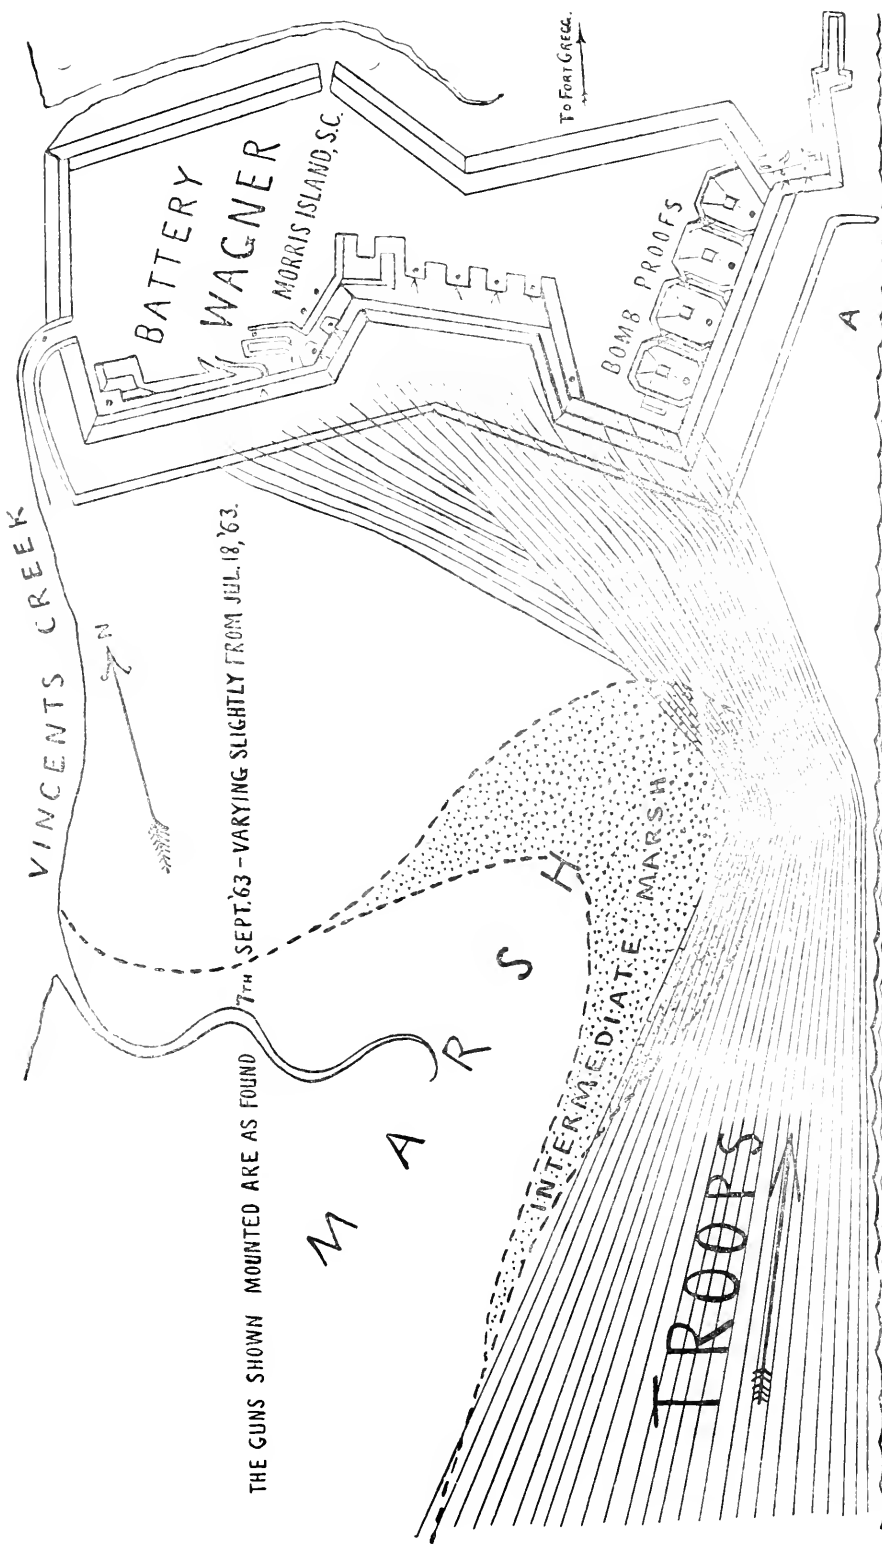 VINCENTS CREEK
N
BATTERY
WAGNER
MORRIS ISLAND, S.C.
THE GUNS SHOWN MOUNTED ARE AS FOUND 7TH SEPT.'63 – VARYING SLIGHTLY FROM JUL. 18,'63.
MARSH
TO FORT GREGG.
BOMB PROOFS
INTERMEDIATE MARSH
TROOPS
A